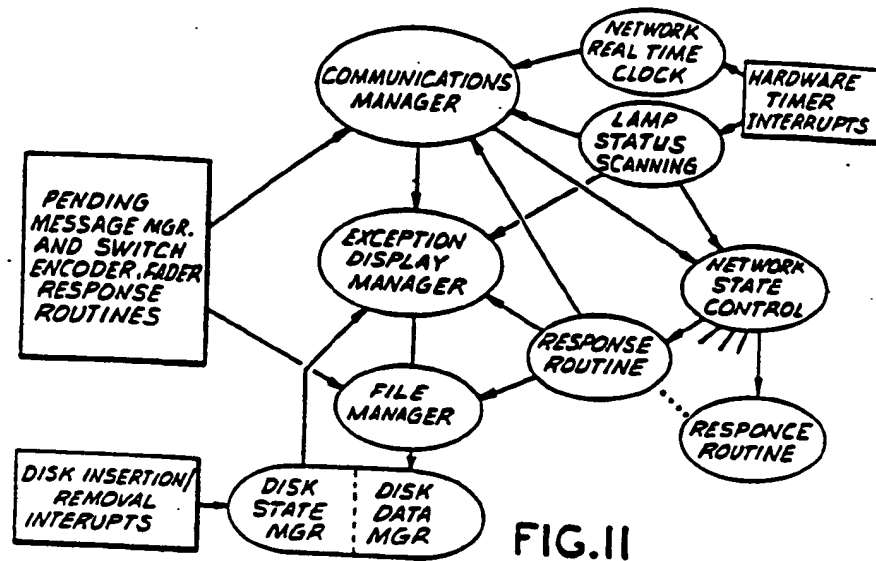 NETWORK
REAL TIME
CLOCK
COMMUNICATIONS
MANAGER
HARDWARE
TIMER
INTERRUPTS
LAMP
STATUS
SCANNING
PENDING
MESSAGE MGR.
AND SWITCH
ENCODER, FADER
RESPONSE
ROUTINES
EXCEPTION
DISPLAY
MANAGER
NETWORK
STATE
CONTROL
RESPONSE
ROUTINE
FILE
MANAGER
RESPONCE
ROUTINE
DISK INSERTION/
REMOVAL
INTERUPTS
DISK
STATE
MGR
DISK
DATA
MGR
FIG.11